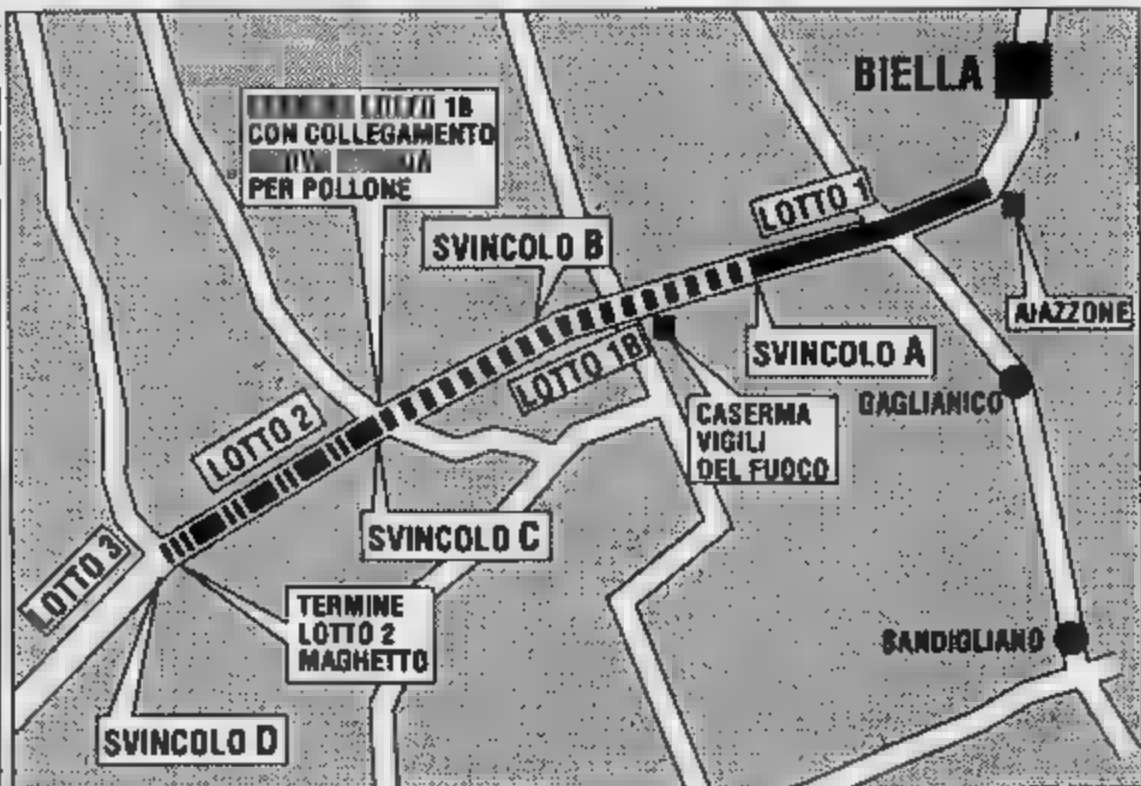 BIELLA
1B
CON COLLEGAMENTO
PER POLLONE
LOTTO 1
SVINCOLO B
AIAZZONE
SVINCOLO A
LOTTO 1B
GAGLIANICO
CASERMA
VIGILI
DEL FUOCO
LOTTO 2
SVINCOLO C
LOTTO 3
TERMINE
LOTTO 2
MAGHETTO
SANDIGLIANO
SVINCOLO D